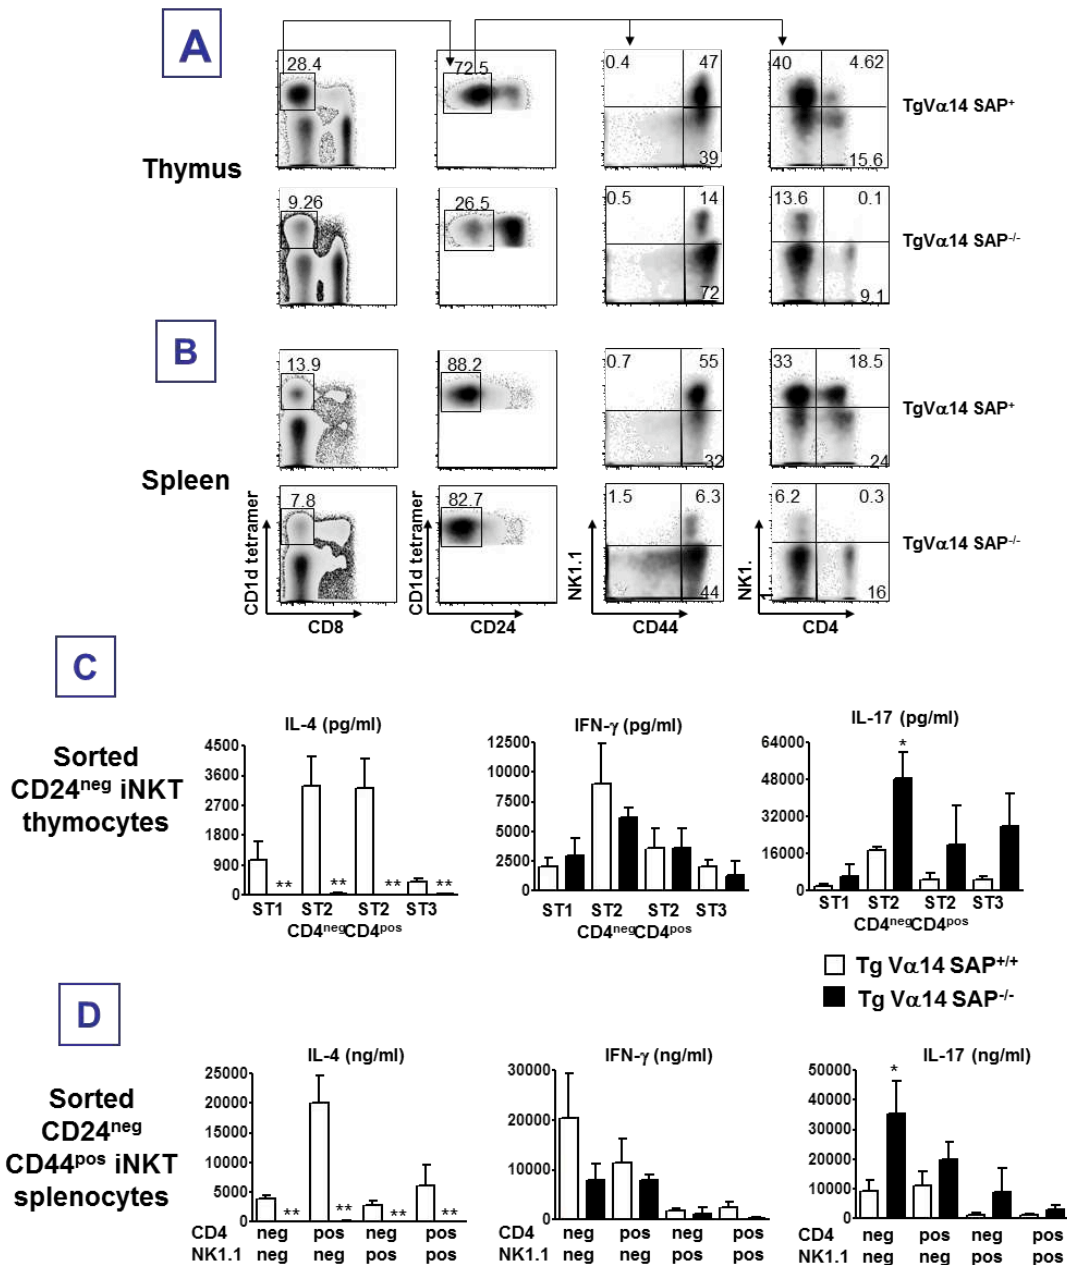 A
28.4
72.5
0.4 47
39
40 4.62
15.6
TgVα14 SAP⁺
Thymus
9.26
26.5
0.5 14
72
13.6 0.1
9.1
TgVα14 SAP⁻/⁻
B
13.9
88.2
0.7 55
32
33 18.5
24
TgVα14 SAP⁺
Spleen
7.8
82.7
1.5 6.3
44
6.2 0.3
16
TgVα14 SAP⁻/⁻
CD1d tetramer
CD8
CD1d tetramer
CD24
NK1.1
CD44
NK1.
1
CD4
C
Sorted
CD24ⁿᵉᵍ iNKT
thymocytes
IL-4 (pg/ml)
4500
3600
2700
1800
900
0
** ** ** **
ST1 ST2 ST2 ST3
CD4ⁿᵉᵍ CD4ᵖᵒˢ
IFN-γ (pg/ml)
12500
10000
7500
5000
2500
0
ST1 ST2 ST2 ST3
CD4ⁿᵉᵍ CD4ᵖᵒˢ
IL-17 (pg/ml)
64000
48000
32000
16000
0
*
ST1 ST2 ST2 ST3
CD4ⁿᵉᵍ CD4ᵖᵒˢ
Tg Vα14 SAP⁺/⁺
Tg Vα14 SAP⁻/⁻
D
Sorted
CD24ⁿᵉᵍ
CD44ᵖᵒˢ iNKT
splenocytes
IL-4 (ng/ml)
25000
20000
15000
10000
5000
0
** ** ** **
CD4 neg pos neg pos
NK1.1 neg neg pos pos
IFN-γ (ng/ml)
30000
20000
10000
0
neg pos neg pos
neg neg pos pos
IL-17 (ng/ml)
50000
40000
30000
20000
10000
0
*
CD4 neg pos neg pos
NK1.1 neg neg pos pos